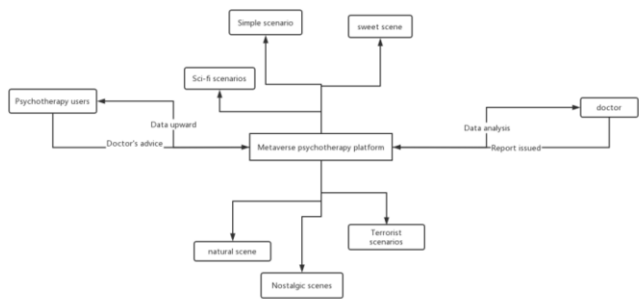 Simple scenario
sweet scene
Sci-fi scenarios
Psychotherapy users
doctor
Data upward
Data analysis
Doctor's advice
Metaverse psychotherapy platform
Report issued
Terrorist
scenarios
natural scene
Nostalgic scenes